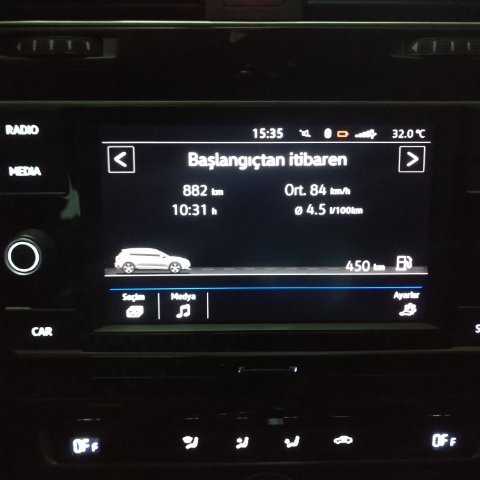 RADIO
15:35 32.0 °C
MEDIA
Başlangıçtan itibaren
882 km Ort. 84 km/h
10:31 h ø 4.5 l/100km
450 km
Seçim Medya Ayarlar
CAR S
OFF OFF